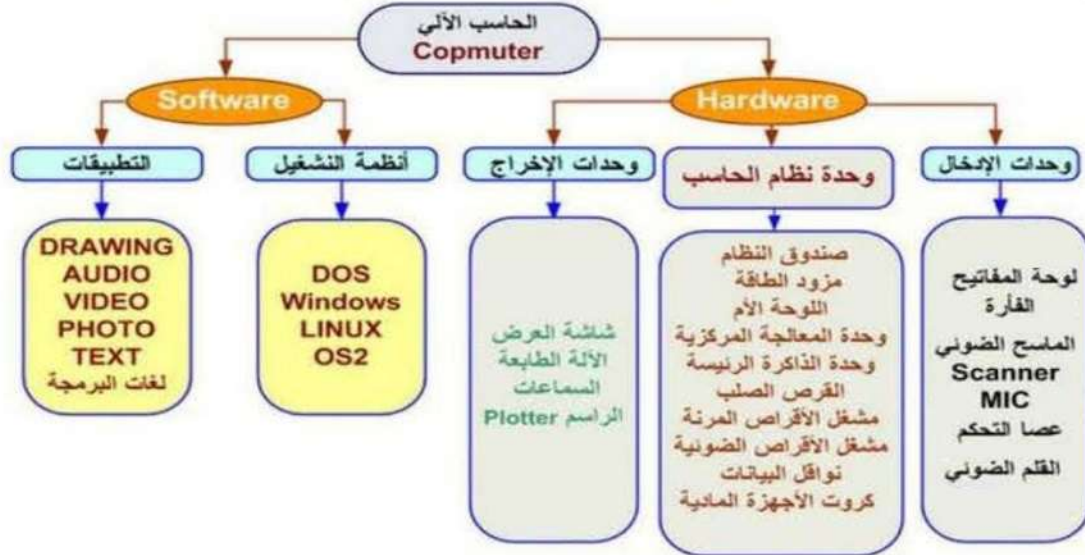 الحاسب الآلي
Copmuter
Hardware
Software
وحدات الإدخال
وحدة نظام الحاسب
وحدات الإخراج
أنظمة التشغيل
التطبيقات
لوحة المفاتيح
الفأرة
الماسح الضوئي
Scanner
MIC
عصا التحكم
القلم الضوئي
صندوق النظام
مزود الطاقة
اللوحة الأم
وحدة المعالجة المركزية
وحدة الذاكرة الرئيسة
القرص الصلب
مشغل الأقراص المرنة
مشغل الأقراص الضوئية
نواقل البيانات
كروت الأجهزة المادية
شاشة العرض
الآلة الطابعة
السماعات
الراسم Plotter
DOS
Windows
LINUX
OS2
DRAWING
AUDIO
VIDEO
PHOTO
TEXT
لغات البرمجة